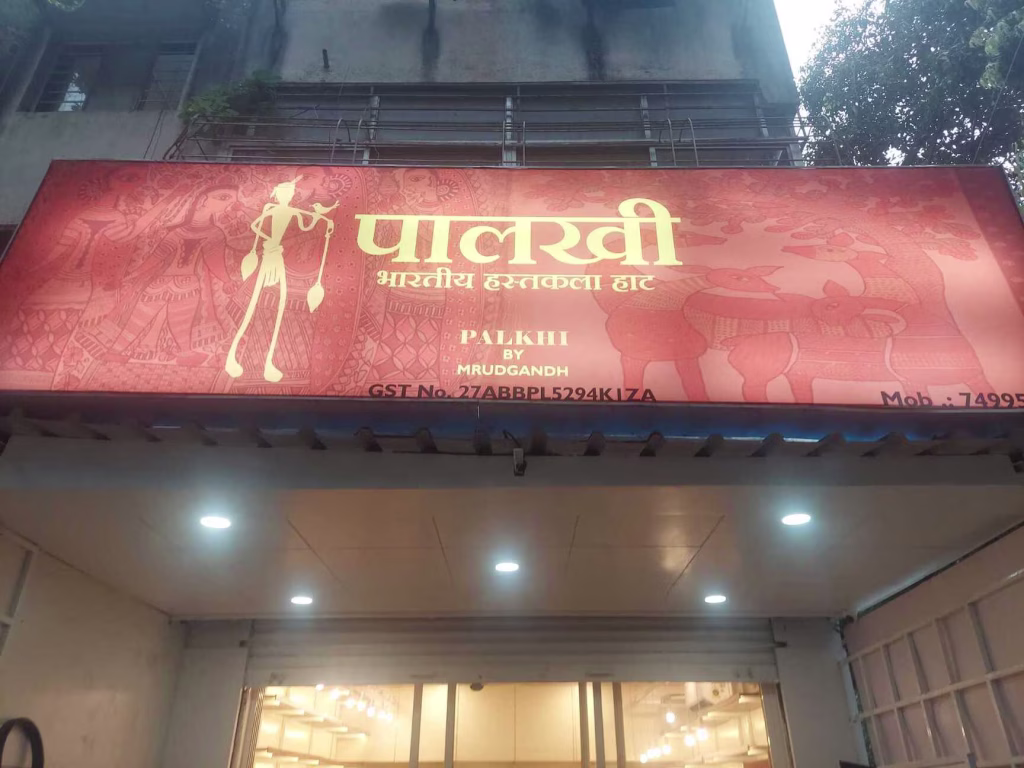 पालखी
भारतीय हस्तकला हाट
PALKHI
BY
MRUDGANDH
GST No. 27ABBPL5294K1ZA
Mob .: 74995